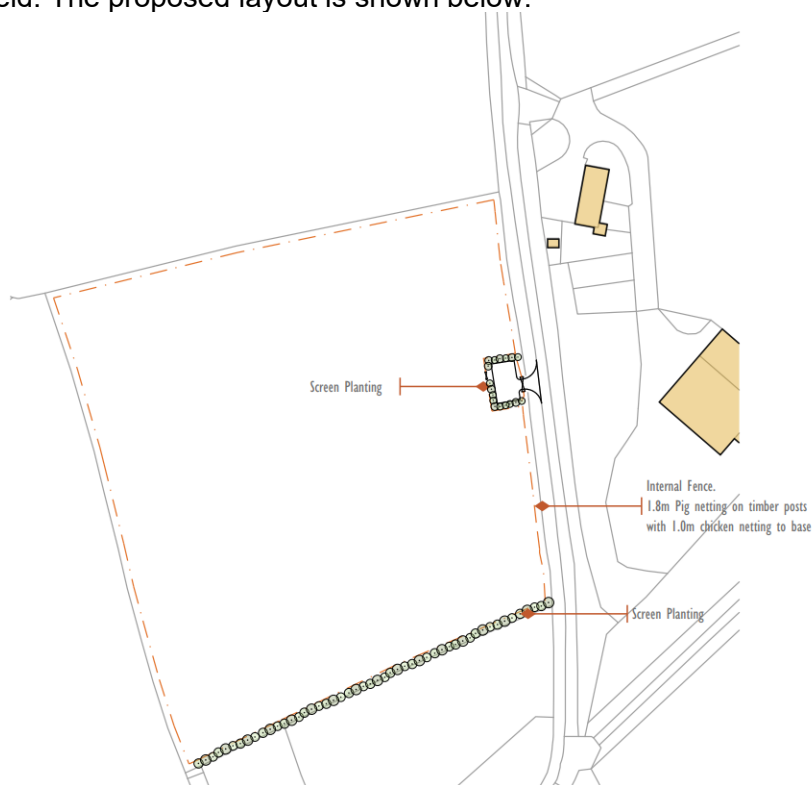 eld. The proposed layout is shown below.
Screen Planting
Internal Fence.
1.8m Pig netting on timber posts
with 1.0m chicken netting to base
Screen Planting